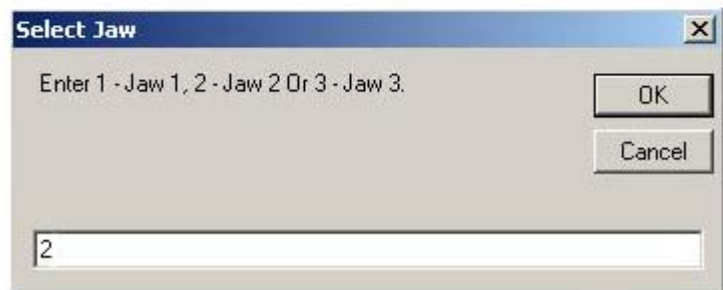 Select Jaw
Enter 1 - Jaw 1, 2 - Jaw 2 Or 3 - Jaw 3.
OK
Cancel
2